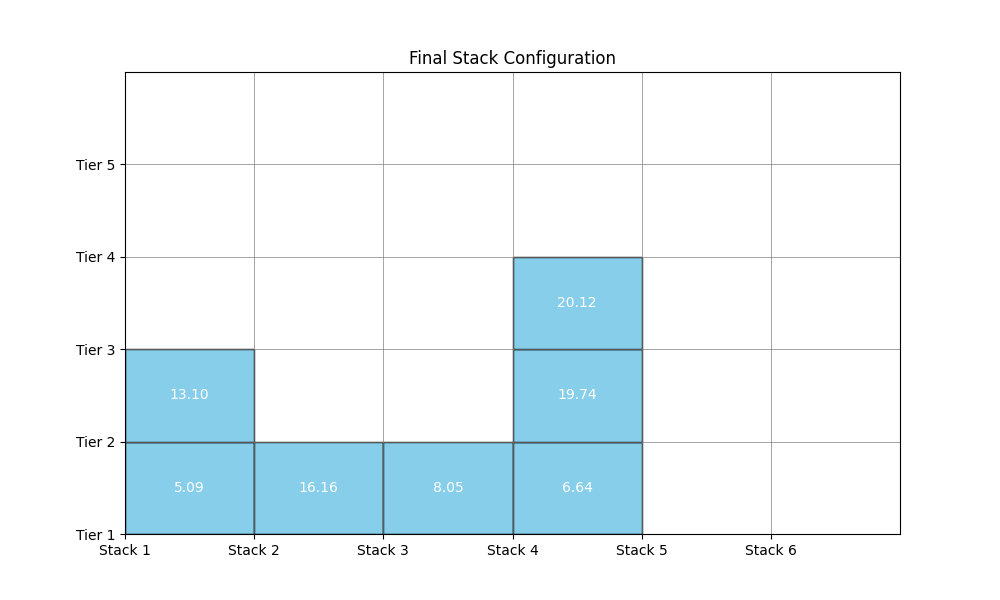 Final Stack Configuration
Tier 5
Tier 4
20.12
Tier 3
13.10
19.74
Tier 2
5.09
16.16
8.05
6.64
Tier 1
Stack 1
Stack 2
Stack 3
Stack 4
Stack 5
Stack 6